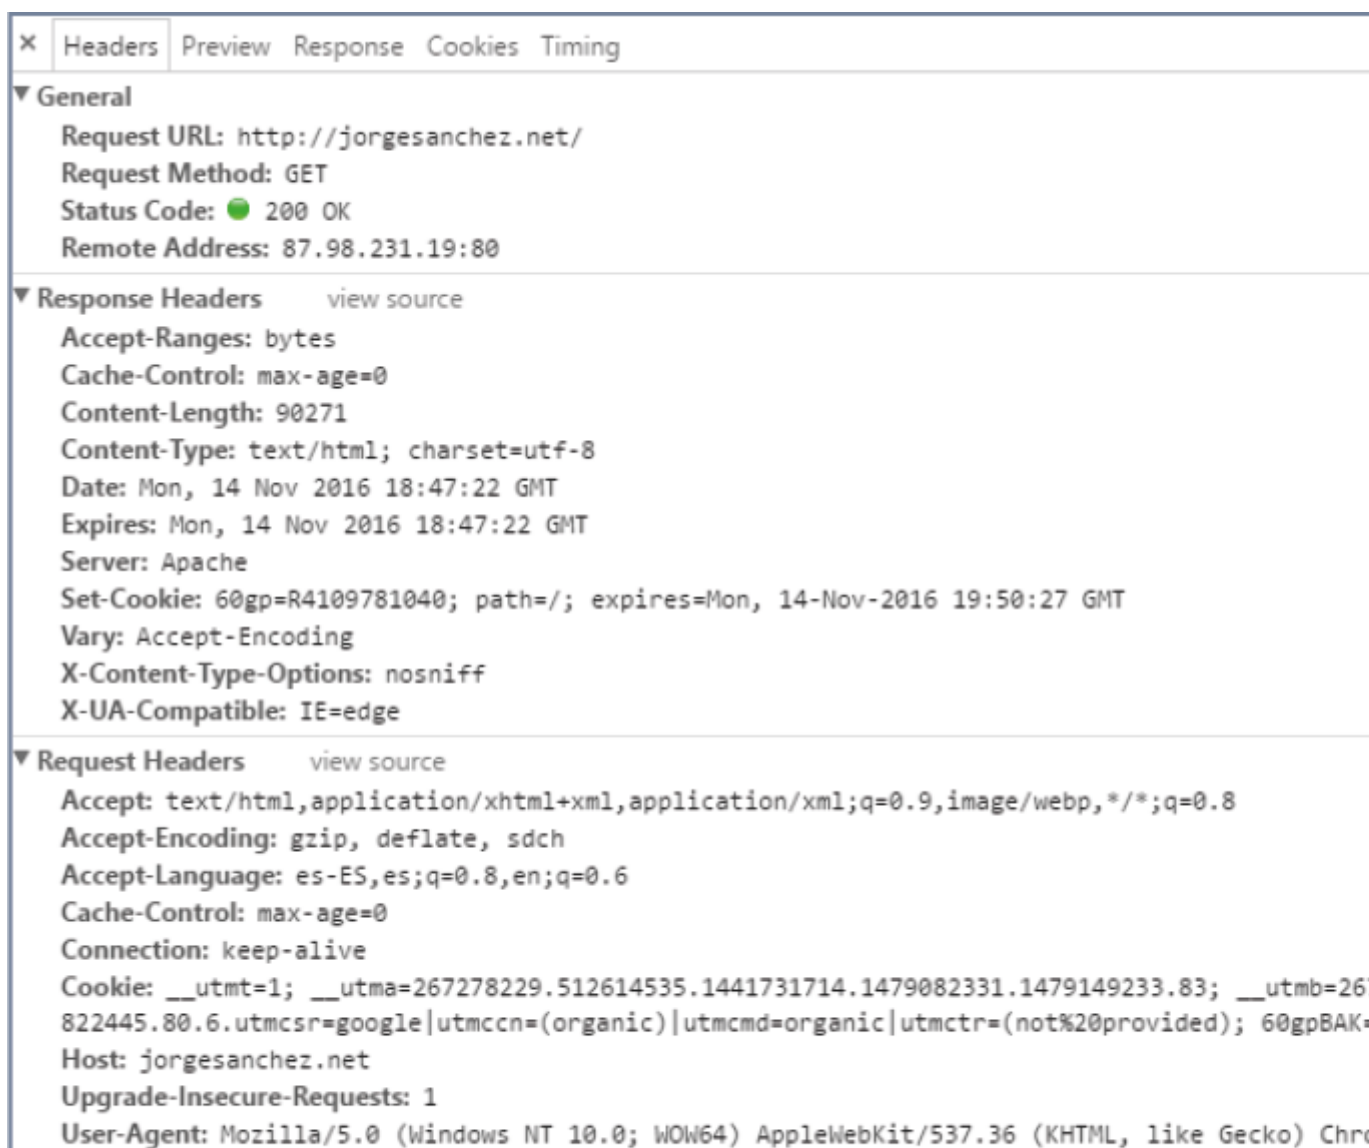 × Headers Preview Response Cookies Timing
▼ General
Request URL: http://jorgesanchez.net/
Request Method: GET
Status Code: 200 OK
Remote Address: 87.98.231.19:80
▼ Response Headers view source
Accept-Ranges: bytes
Cache-Control: max-age=0
Content-Length: 90271
Content-Type: text/html; charset=utf-8
Date: Mon, 14 Nov 2016 18:47:22 GMT
Expires: Mon, 14 Nov 2016 18:47:22 GMT
Server: Apache
Set-Cookie: 60gp=R4109781040; path=/; expires=Mon, 14-Nov-2016 19:50:27 GMT
Vary: Accept-Encoding
X-Content-Type-Options: nosniff
X-UA-Compatible: IE=edge
▼ Request Headers view source
Accept: text/html,application/xhtml+xml,application/xml;q=0.9,image/webp,*/*;q=0.8
Accept-Encoding: gzip, deflate, sdch
Accept-Language: es-ES,es;q=0.8,en;q=0.6
Cache-Control: max-age=0
Connection: keep-alive
Cookie: __utmt=1; __utma=267278229.512614535.1441731714.1479082331.1479149233.83; __utmb=267
822445.80.6.utmcsr=google|utmccn=(organic)|utmcmd=organic|utmctr=(not%20provided); 60gpBAK=
Host: jorgesanchez.net
Upgrade-Insecure-Requests: 1
User-Agent: Mozilla/5.0 (Windows NT 10.0; WOW64) AppleWebKit/537.36 (KHTML, like Gecko) Chro